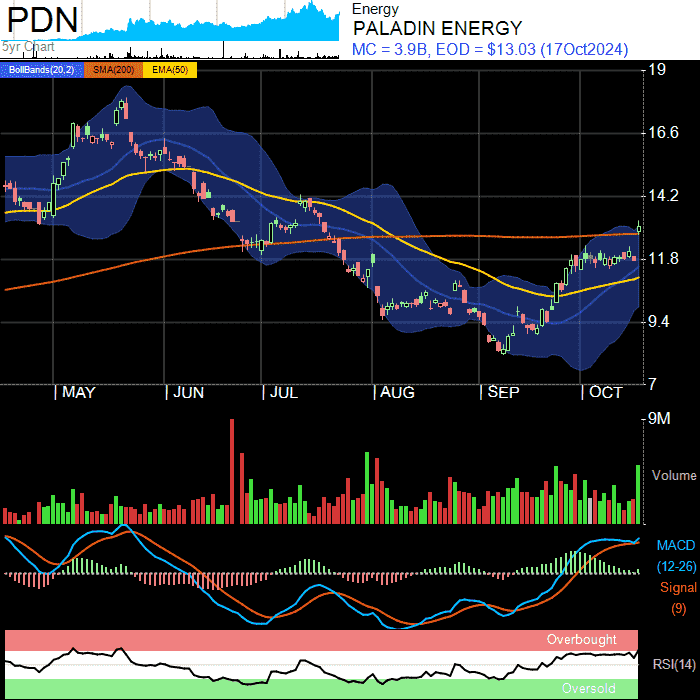 PDN
5yr Chart
Energy
PALADIN ENERGY
MC = 3.9B, EOD = $13.03 (17Oct2024)
BollBands(20,2) SMA(200) EMA(50)
19
16.6
14.2
11.8
9.4
7
| MAY | JUN | JUL | AUG | SEP | OCT
9M
Volume
MACD
(12-26)
Signal
(9)
Overbought
RSI(14)
Oversold